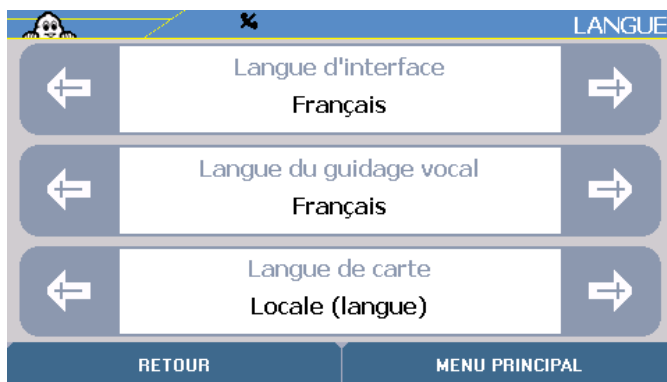 LANGUE
Langue d'interface
Français
Langue du guidage vocal
Français
Langue de carte
Locale (langue)
RETOUR MENU PRINCIPAL